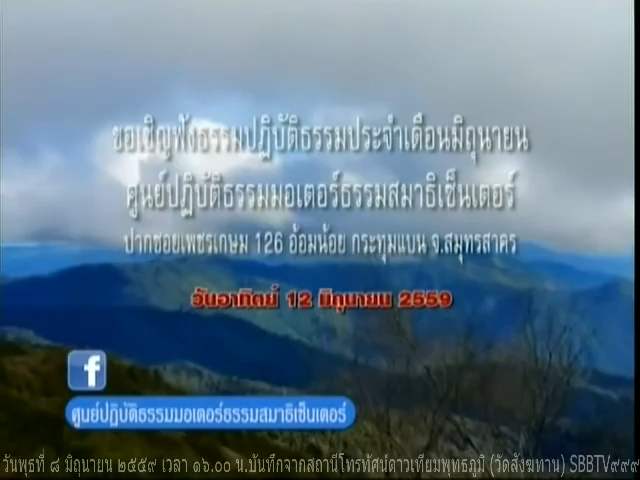 ขอเชิญฟังธรรมปฏิบัติธรรมประจำเดือนมิถุนายน
ศูนย์ปฏิบัติธรรมมอเตอร์ธรรมสมาธิเซ็นเตอร์
ปากซอยเพชรเกษม 126 อ้อมน้อย กระทุมแบน จ.สมุทรสาคร
วันอาทิตย์ 12 มิถุนายน 2559
f
ศูนย์ปฏิบัติธรรมมอเตอร์ธรรมสมาธิเซ็นเตอร์
วันพุธที่ ๘ มิถุนายน ๒๕๕๙ เวลา ๑๖.๐๐ น.บันทึกจากสถานีโทรทัศน์ดาวเทียมพุทธภูมิ (วัดสังฆทาน) SBBTV๙๙๙